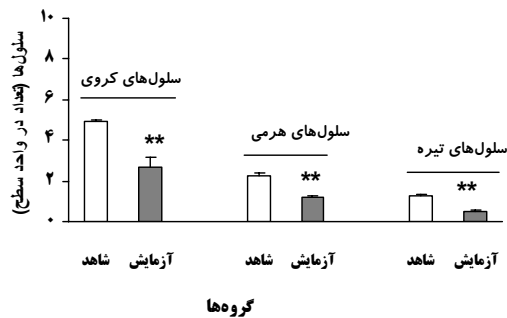 سلول‌ها (تعداد در واحد سطح)
۱۰
۸
۶
۴
۲
۰
سلول‌های کروی
**
سلول‌های هرمی
**
سلول‌های تیره
**
شاهد آزمایش شاهد آزمایش شاهد آزمایش
گروه‌ها